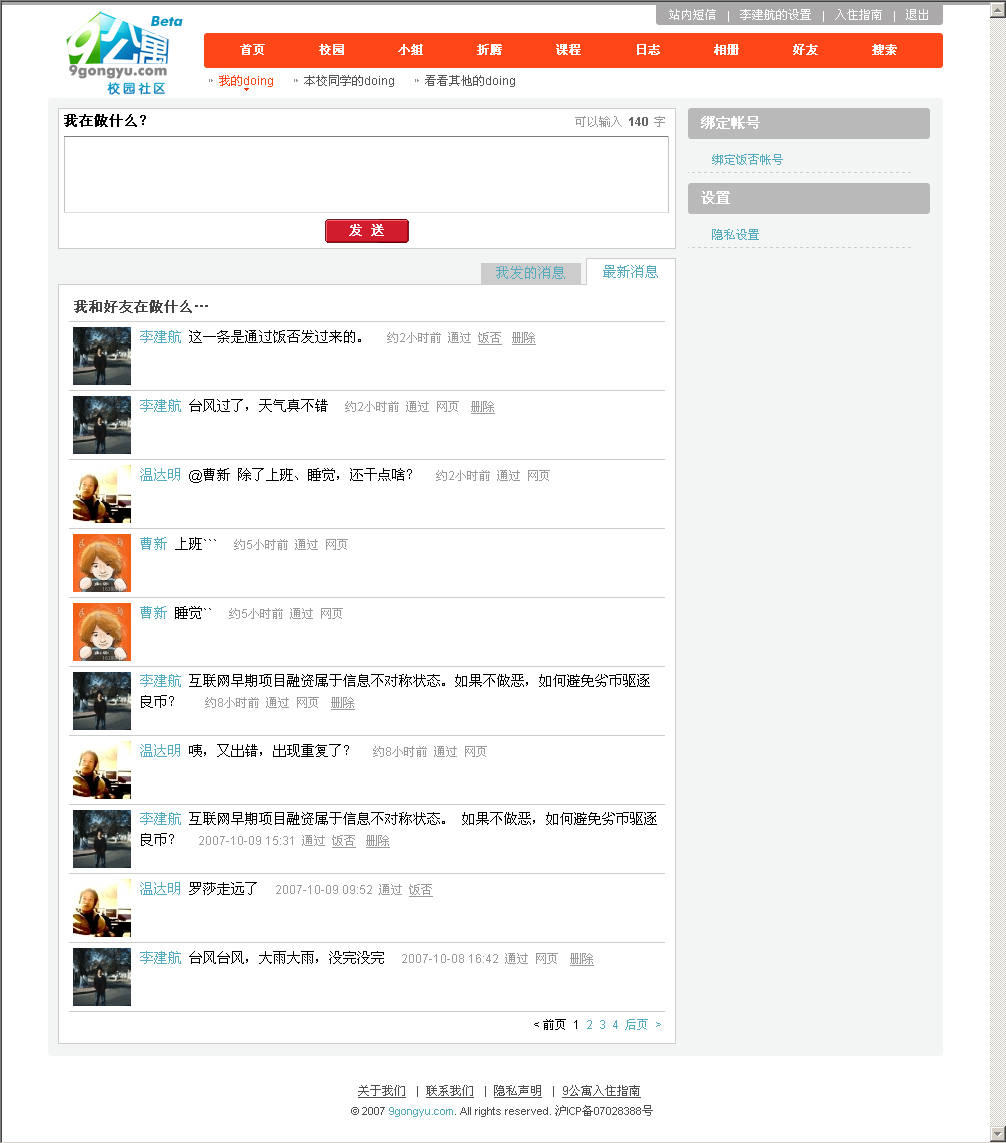 站内短信 | 李建航的设置 | 入住指南 | 退出
9公寓 Beta
9gongyu.com
校园社区
首页 校园 小组 折腾 课程 日志 相册 好友 搜索
我的doing 本校同学的doing 看看其他的doing
我在做什么? 可以输入 140 字
发 送
绑定帐号
绑定饭否帐号
设置
隐私设置
我发的消息 最新消息
我和好友在做什么…
李建航 这一条是通过饭否发过来的。 约2小时前 通过 饭否 删除
李建航 台风过了，天气真不错 约2小时前 通过 网页 删除
温达明 @曹新 除了上班、睡觉，还干点啥? 约2小时前 通过 网页
曹新 上班``` 约5小时前 通过 网页
曹新 睡觉`` 约5小时前 通过 网页
李建航 互联网早期项目融资属于信息不对称状态。如果不做恶，如何避免劣币驱逐
良币? 约8小时前 通过 网页 删除
温达明 咦，又出错，出现重复了? 约8小时前 通过 网页
李建航 互联网早期项目融资属于信息不对称状态。 如果不做恶，如何避免劣币驱逐
良币? 2007-10-09 15:31 通过 饭否 删除
温达明 罗莎走远了 2007-10-09 09:52 通过 饭否
李建航 台风台风，大雨大雨，没完没完 2007-10-08 16:42 通过 网页 删除
< 前页 1 2 3 4 后页 >
关于我们 | 联系我们 | 隐私声明 | 9公寓入住指南
© 2007 9gongyu.com. All rights reserved. 沪ICP备07028388号